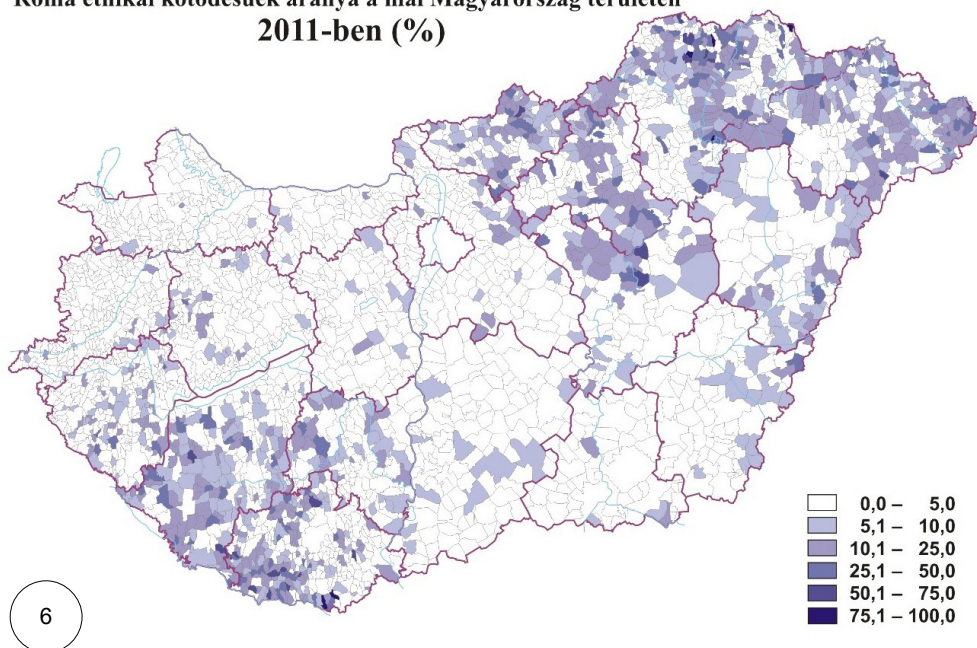 Roma etnikai kötődésűek aránya a mai Magyarország területén
2011-ben (%)
0,0 – 5,0
5,1 – 10,0
10,1 – 25,0
25,1 – 50,0
50,1 – 75,0
75,1 – 100,0
6